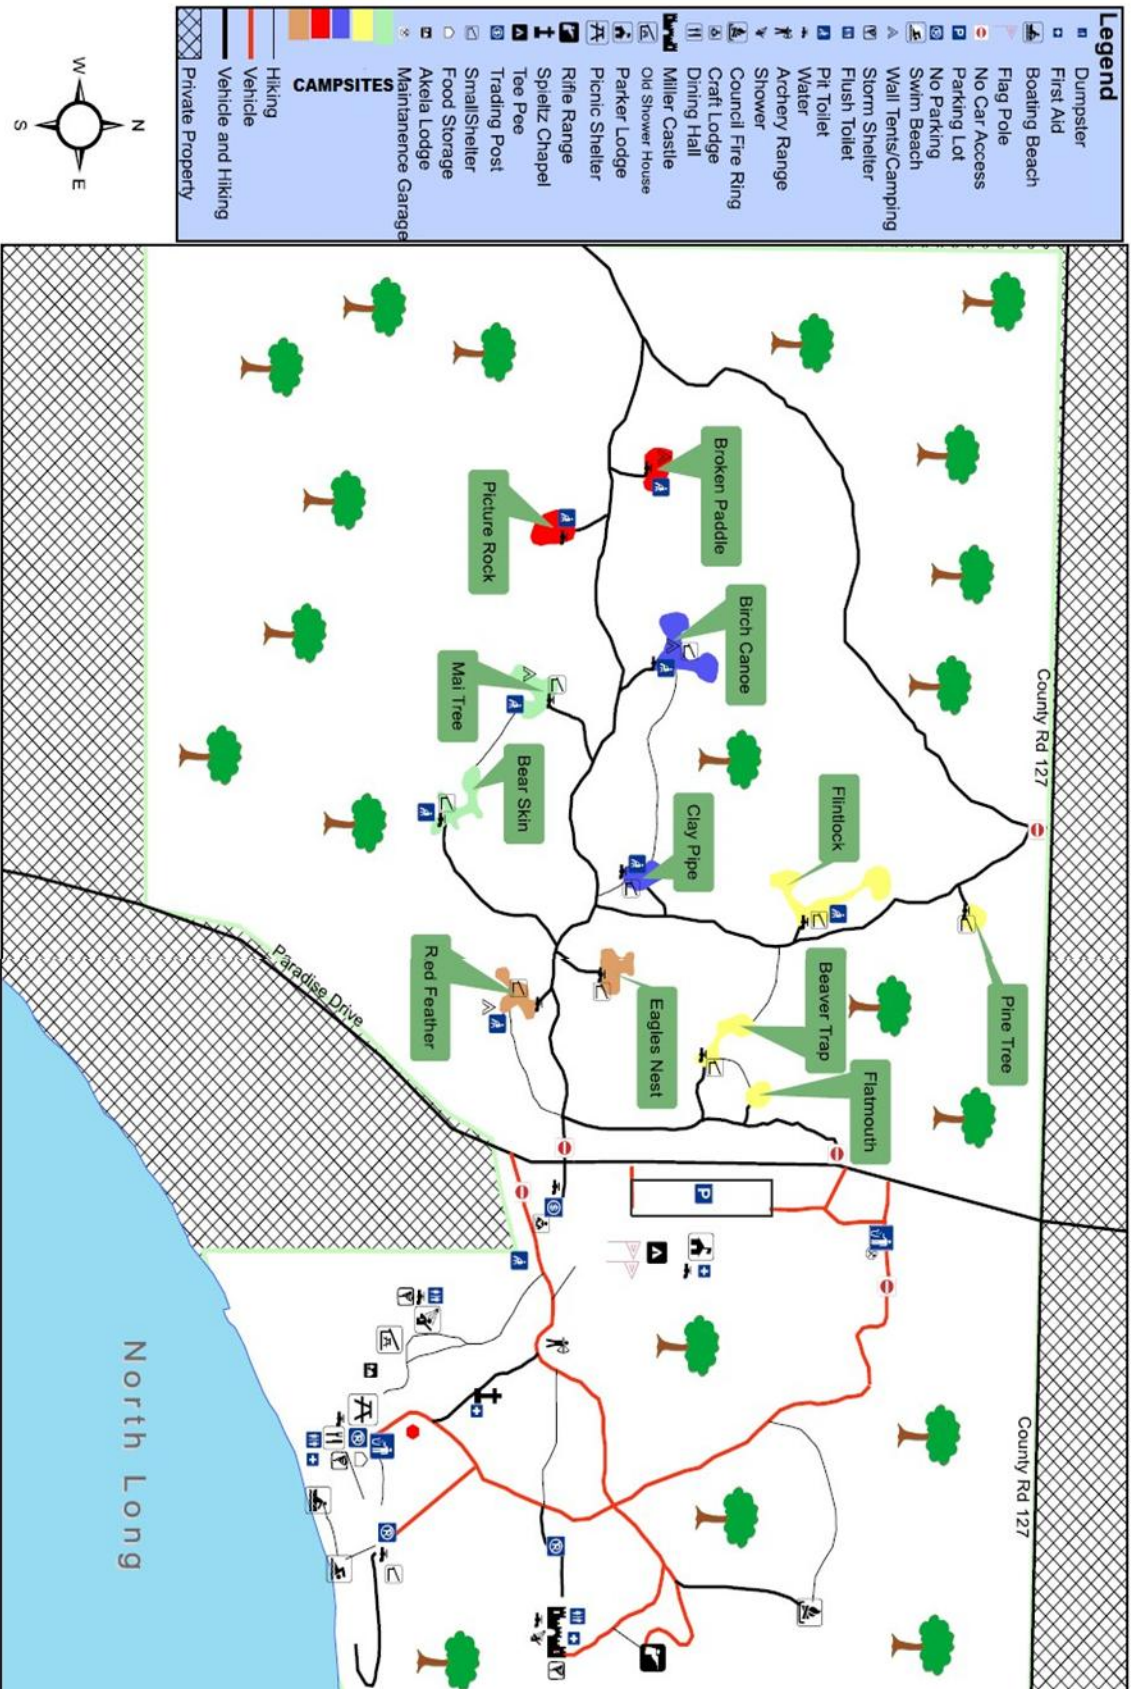 Legend
Dumpster
First Aid
Boating Beach
Flag Pole
No Car Access
Parking Lot
No Parking
Swim Beach
Wall Tents/Camping
Storm Shelter
Flush Toilet
Pit Toilet
Water
Archery Range
Shower
Council Fire Ring
Craft Lodge
Dining Hall
Miller Castle
Old Shower House
Parker Lodge
Picnic Shelter
Rifle Range
Spieltz Chapel
Tee Pee
Trading Post
SmallShelter
Food Storage
Akela Lodge
Maintanence Garage
CAMPSITES
Hiking
Vehicle
Vehicle and Hiking
Private Property
N
W
E
S
County Rd 127
County Rd 127
Broken Paddle
Picture Rock
Birch Canoe
Mai Tree
Bear Skin
Clay Pipe
Flintlock
Pine Tree
Beaver Trap
Flatmouth
Eagles Nest
Red Feather
Paradise Drive
P
North Long